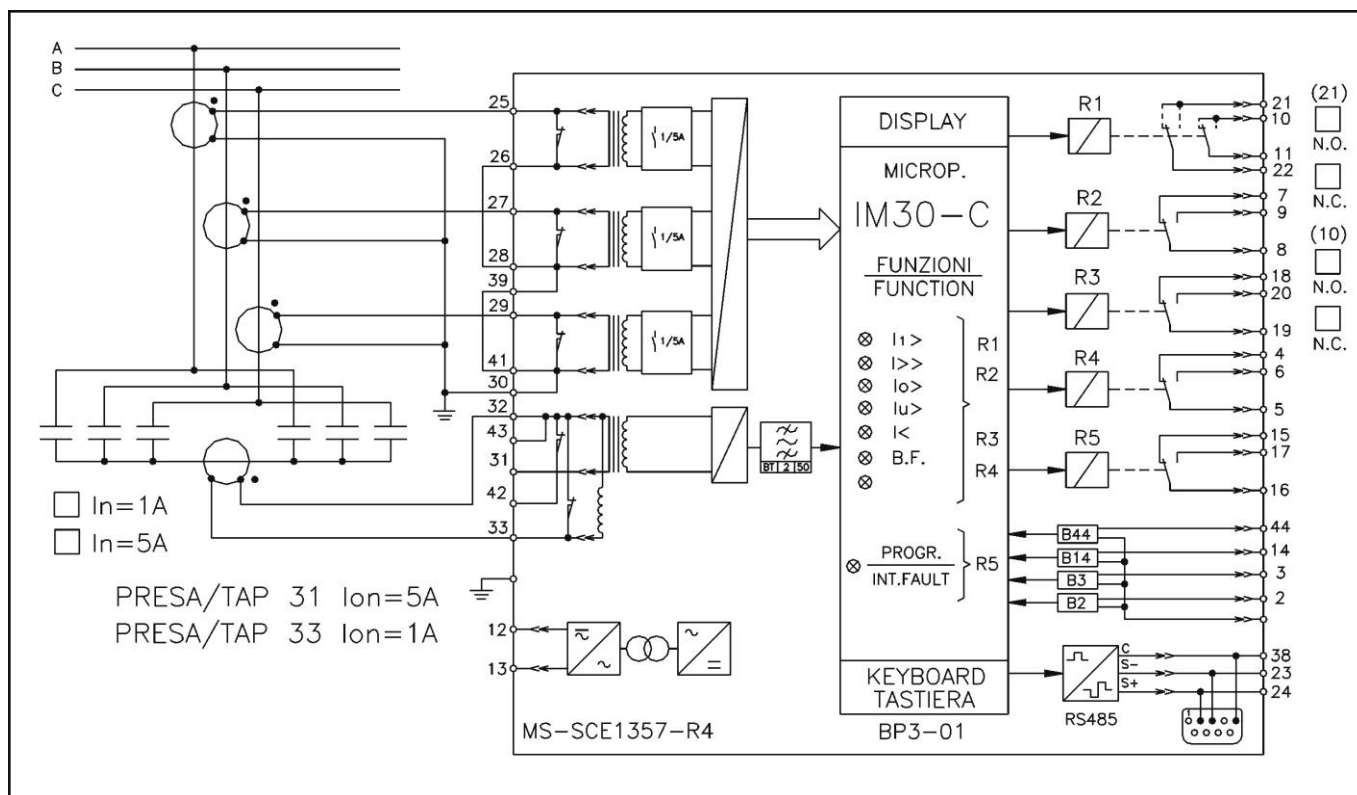 A
B
C
In=1A
In=5A
PRESA/TAP 31 Ion=5A
PRESA/TAP 33 Ion=1A
25
26
27
28
39
29
41
30
32
43
31
42
33
12
13
1/5A
1/5A
1/5A
BT 2 50
MS-SCE1357-R4
DISPLAY
MICROP.
IM30-C
FUNZIONI
FUNCTION
I1>
I>>
Io>
Iu>
I<
B.F.
R1
R2
R3
R4
PROGR.
INT.FAULT
R5
KEYBOARD
TASTIERA
BP3-01
R1
R2
R3
R4
R5
B44
B14
B3
B2
C
S-
S+
RS485
1
21
10
11
22
7
9
8
18
20
19
4
6
5
15
17
16
44
14
3
2
38
23
24
(21)
N.O.
N.C.
(10)
N.O.
N.C.